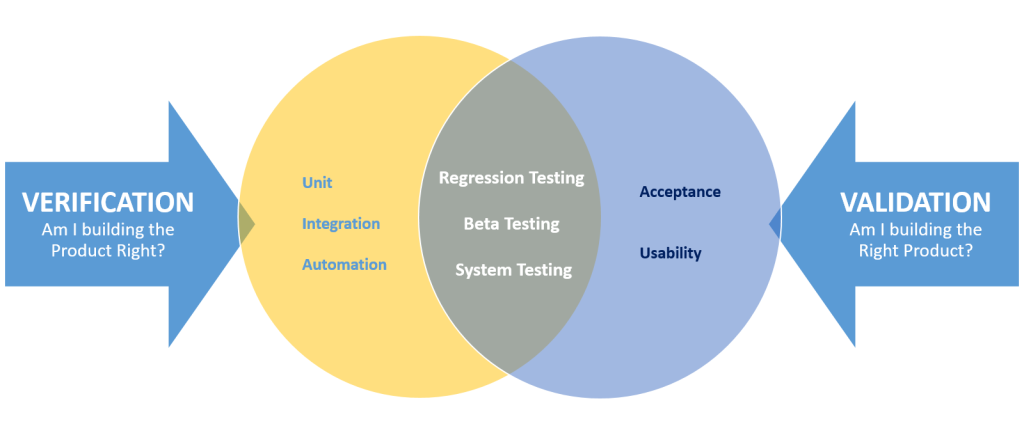 VERIFICATION
Am I building the
Product Right?
Unit
Integration
Automation
Regression Testing
Beta Testing
System Testing
Acceptance
Usability
VALIDATION
Am I building the
Right Product?